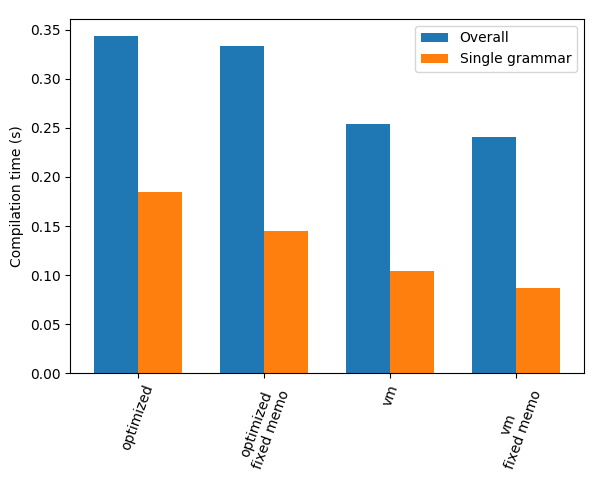 Compilation time (s)
0.35
0.30
0.25
0.20
0.15
0.10
0.05
0.00
Overall
Single grammar
optimized
optimized
fixed memo
vm
vm
fixed memo